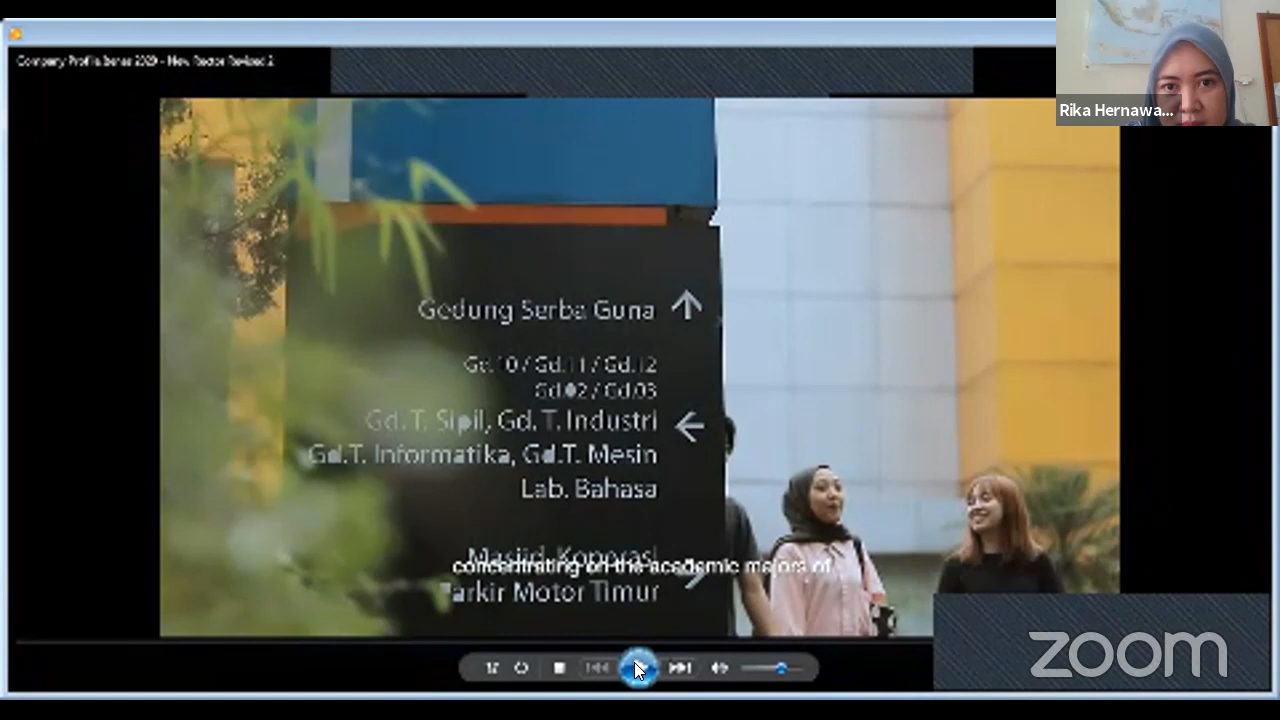 Company Profile Itenas 2020 - New Rector Revised 2
Rika Hernawa...
Gedung Serba Guna
Gd.10 / Gd.11 / Gd.12
Gd.02 / Gd.03
Gd. T. Sipil, Gd. T. Industri
Gd.T. Informatika, Gd.T. Mesin
Lab. Bahasa
Masjid, Koperasi
concentrating on the academic majors of
Parkir Motor Timur
zoom